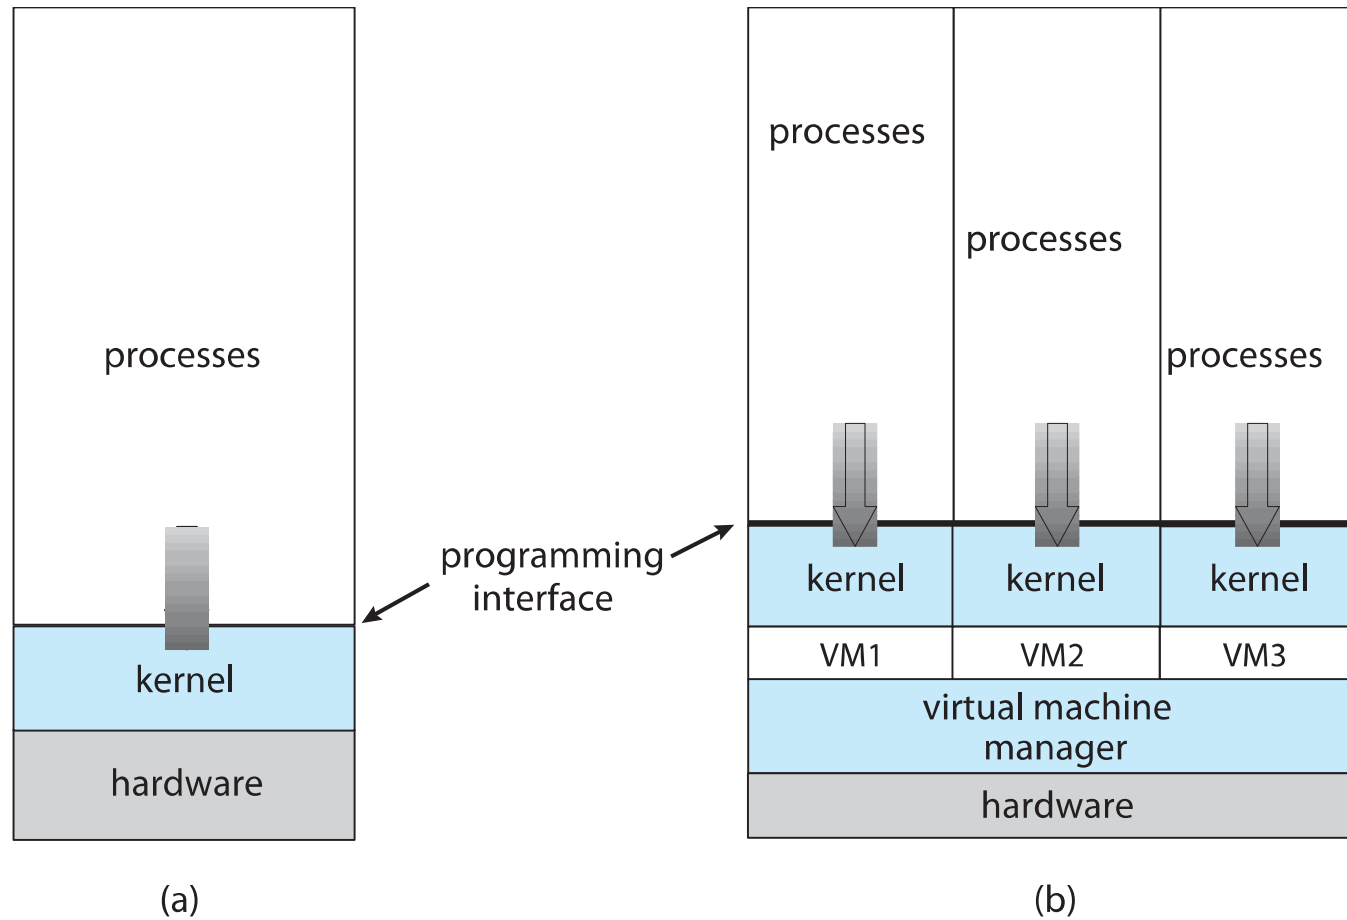 processes
kernel
hardware
(a)
programming
interface
processes
processes
processes
kernel
kernel
kernel
VM1
VM2
VM3
virtual machine
manager
hardware
(b)